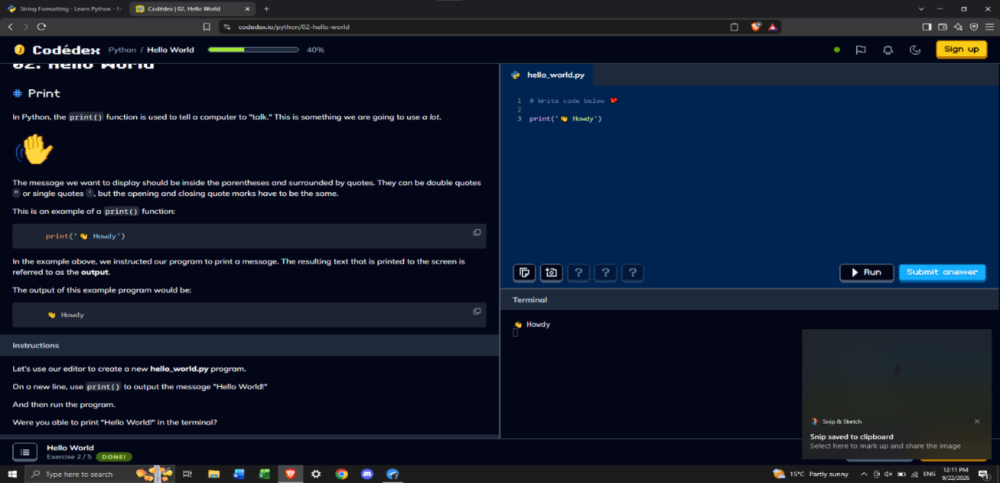 String Formatting - Learn Python - Fr
Codédex | 02. Hello World
codedex.io/python/02-hello-world
Codédex
Python / Hello World
40%
Sign up
02. Hello World
# Print
In Python, the print() function is used to tell a computer to "talk." This is something we are going to use a lot.
The message we want to display should be inside the parentheses and surrounded by quotes. They can be double quotes
" or single quotes ', but the opening and closing quote marks have to be the same.
This is an example of a print() function:
print('👋 Howdy')
In the example above, we instructed our program to print a message. The resulting text that is printed to the screen is
referred to as the output.
The output of this example program would be:
👋 Howdy
Instructions
Let's use our editor to create a new hello_world.py program.
On a new line, use print() to output the message "Hello World!"
And then run the program.
Were you able to print "Hello World!" in the terminal?
Hello World
Exercise 2 / 5 DONE!
hello_world.py
1 # Write code below 💖
2
3 print('👋 Howdy')
? ? ?
Run
Submit answer
Terminal
👋 Howdy
Snip & Sketch
Snip saved to clipboard
Select here to mark up and share the image
Type here to search
15°C Partly sunny
ENG
12:11 PM
9/22/2026